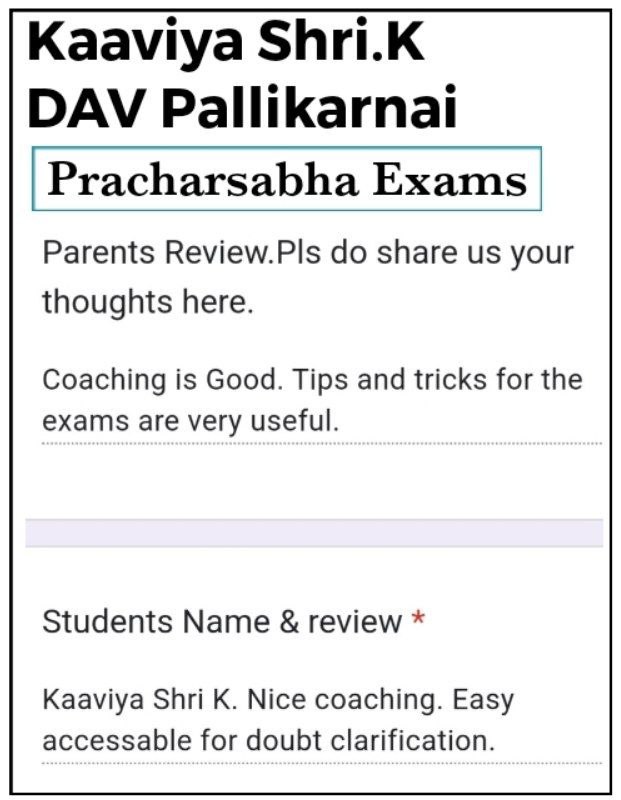 Kaaviya Shri.K
DAV Pallikarnai
Pracharsabha Exams
Parents Review.Pls do share us your
thoughts here.
Coaching is Good. Tips and tricks for the
exams are very useful.
Students Name & review *
Kaaviya Shri K. Nice coaching. Easy
accessable for doubt clarification.